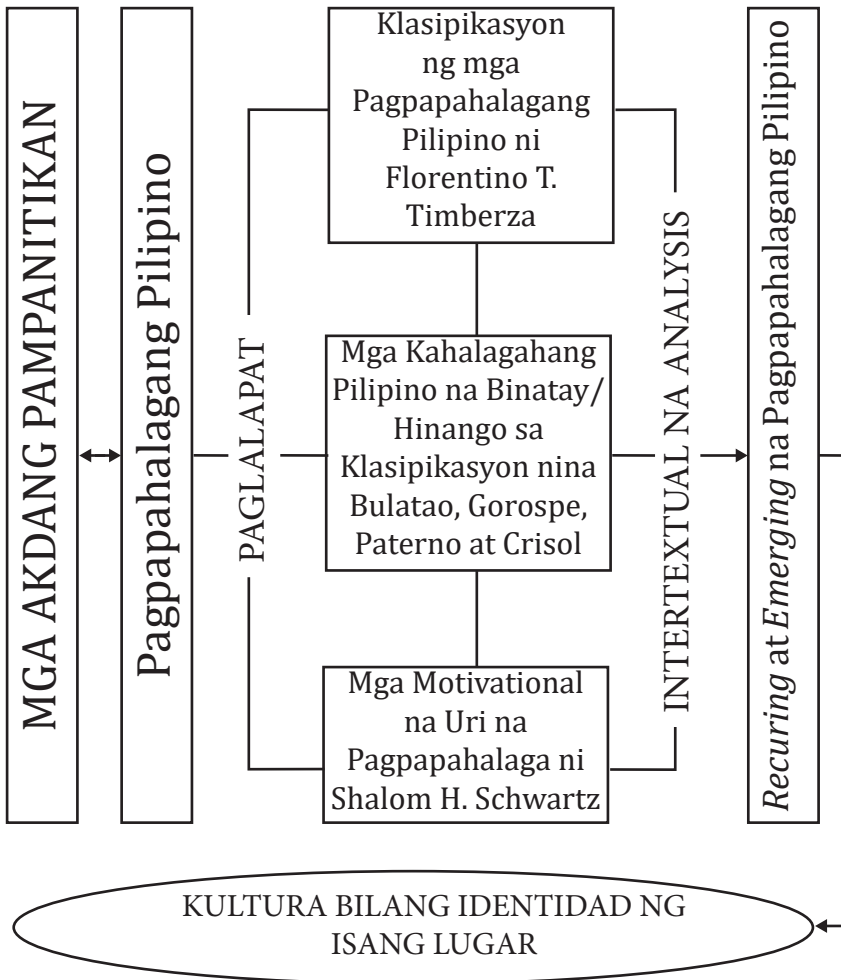 MGA AKDANG PAMPANITIKAN
Pagpapahalagang Pilipino
PAGLALAPAT
Klasipikasyon
ng mga
Pagpapahalagang
Pilipino ni
Florentino T.
Timberza
Mga Kahalagahang
Pilipino na Binatay/
Hinango sa
Klasipikasyon nina
Bulatao, Gorospe,
Paterno at Crisol
Mga Motivational
na Uri na
Pagpapahalaga ni
Shalom H. Schwartz
INTERTEXTUAL NA ANALYSIS
Recuring at Emerging na Pagpapahalagang Pilipino
KULTURA BILANG IDENTIDAD NG
ISANG LUGAR